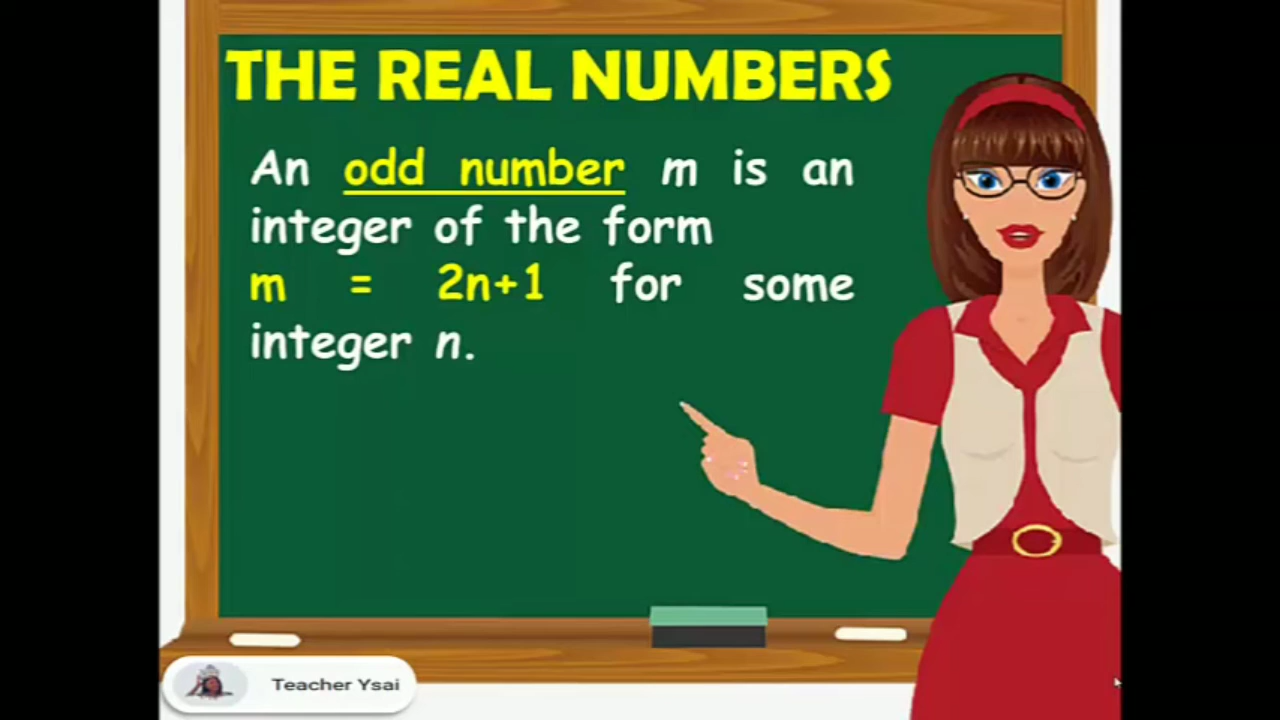 THE REAL NUMBERS
An odd number m is an
integer of the form
m = 2n+1 for some
integer n.
Teacher Ysai